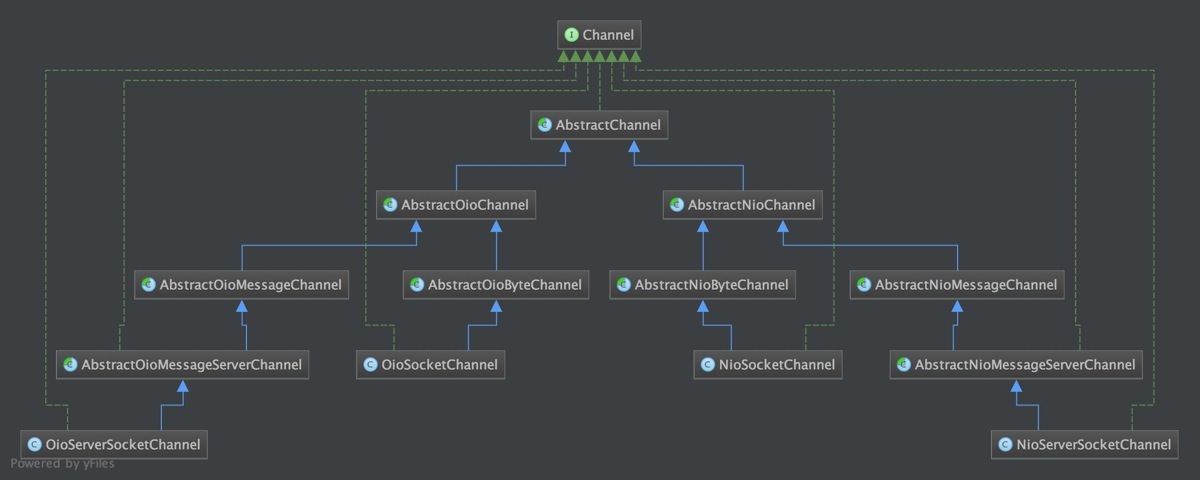 I Channel
C AbstractChannel
C AbstractOioChannel
C AbstractNioChannel
C AbstractOioMessageChannel
C AbstractOioByteChannel
C AbstractNioByteChannel
C AbstractNioMessageChannel
C AbstractOioMessageServerChannel
C OioSocketChannel
C NioSocketChannel
C AbstractNioMessageServerChannel
C OioServerSocketChannel
C NioServerSocketChannel
Powered by yFiles